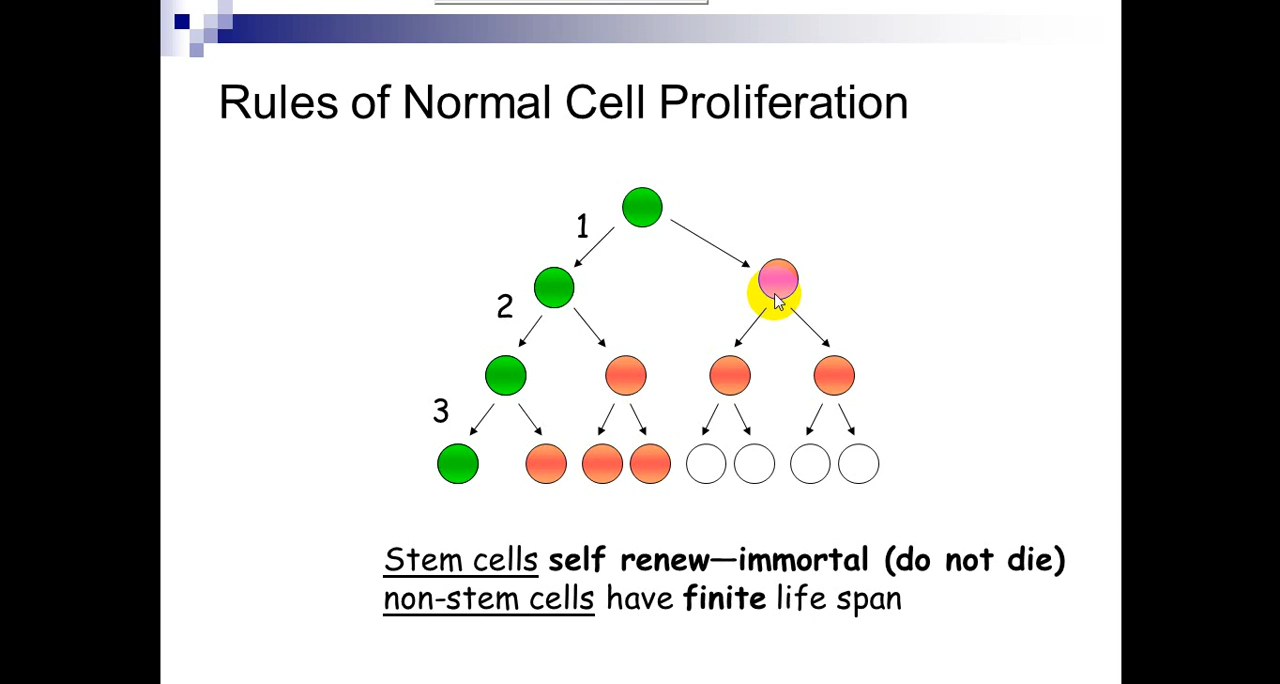 Rules of Normal Cell Proliferation
1
2
3
Stem cells self renew—immortal (do not die)
non-stem cells have finite life span